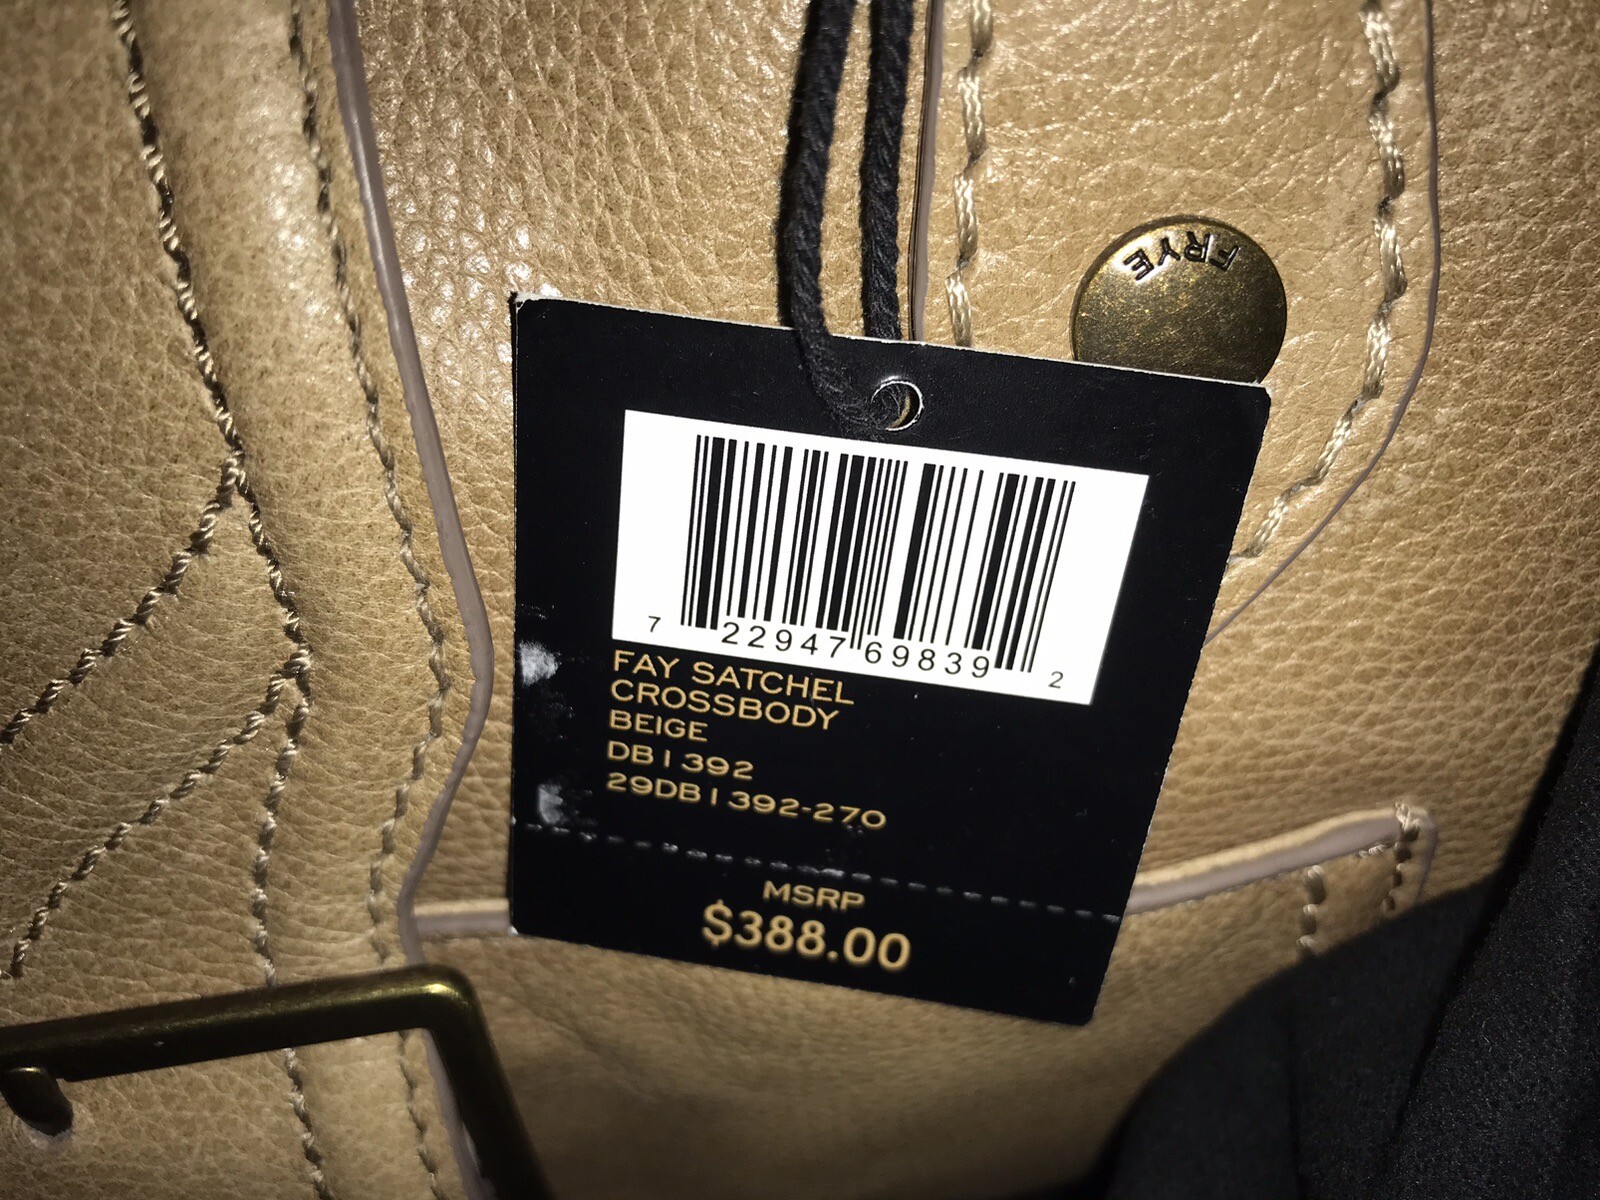 FRYE
7 22947 69839 2
FAY SATCHEL
CROSSBODY
BEIGE
DB1392
29DB1392-270
MSRP
$388.00